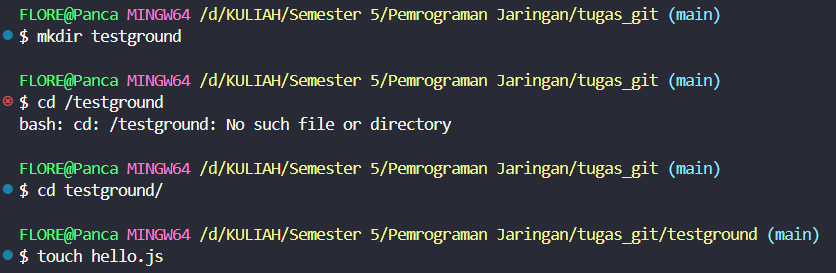 FLORE@Panca MINGW64 /d/KULIAH/Semester 5/Pemrograman Jaringan/tugas_git (main)
$ mkdir testground
FLORE@Panca MINGW64 /d/KULIAH/Semester 5/Pemrograman Jaringan/tugas_git (main)
$ cd /testground
bash: cd: /testground: No such file or directory
FLORE@Panca MINGW64 /d/KULIAH/Semester 5/Pemrograman Jaringan/tugas_git (main)
$ cd testground/
FLORE@Panca MINGW64 /d/KULIAH/Semester 5/Pemrograman Jaringan/tugas_git/testground (main)
$ touch hello.js